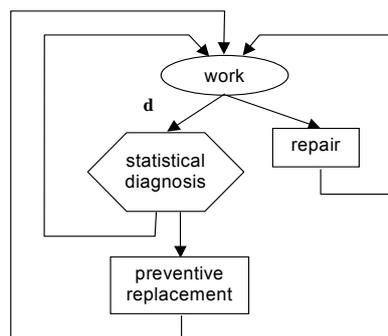 work
d
repair
statistical
diagnosis
preventive
replacement